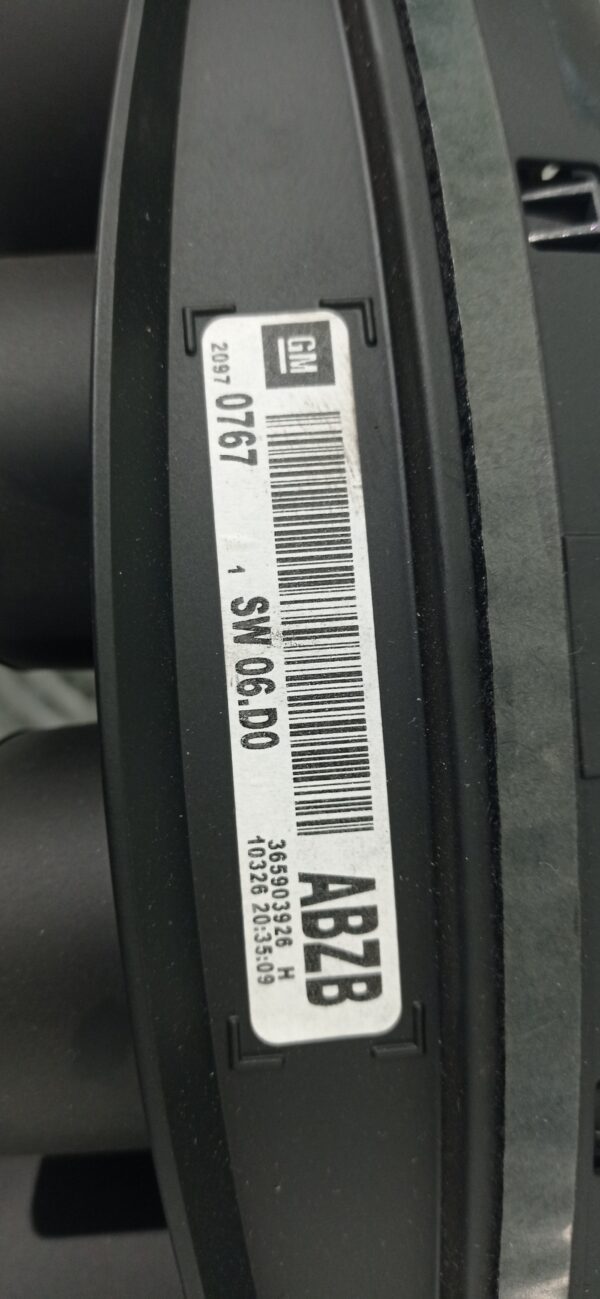 GM
ABZB
2097 0767
1 SW 06.D0
365903926 H
10326 20:35:09